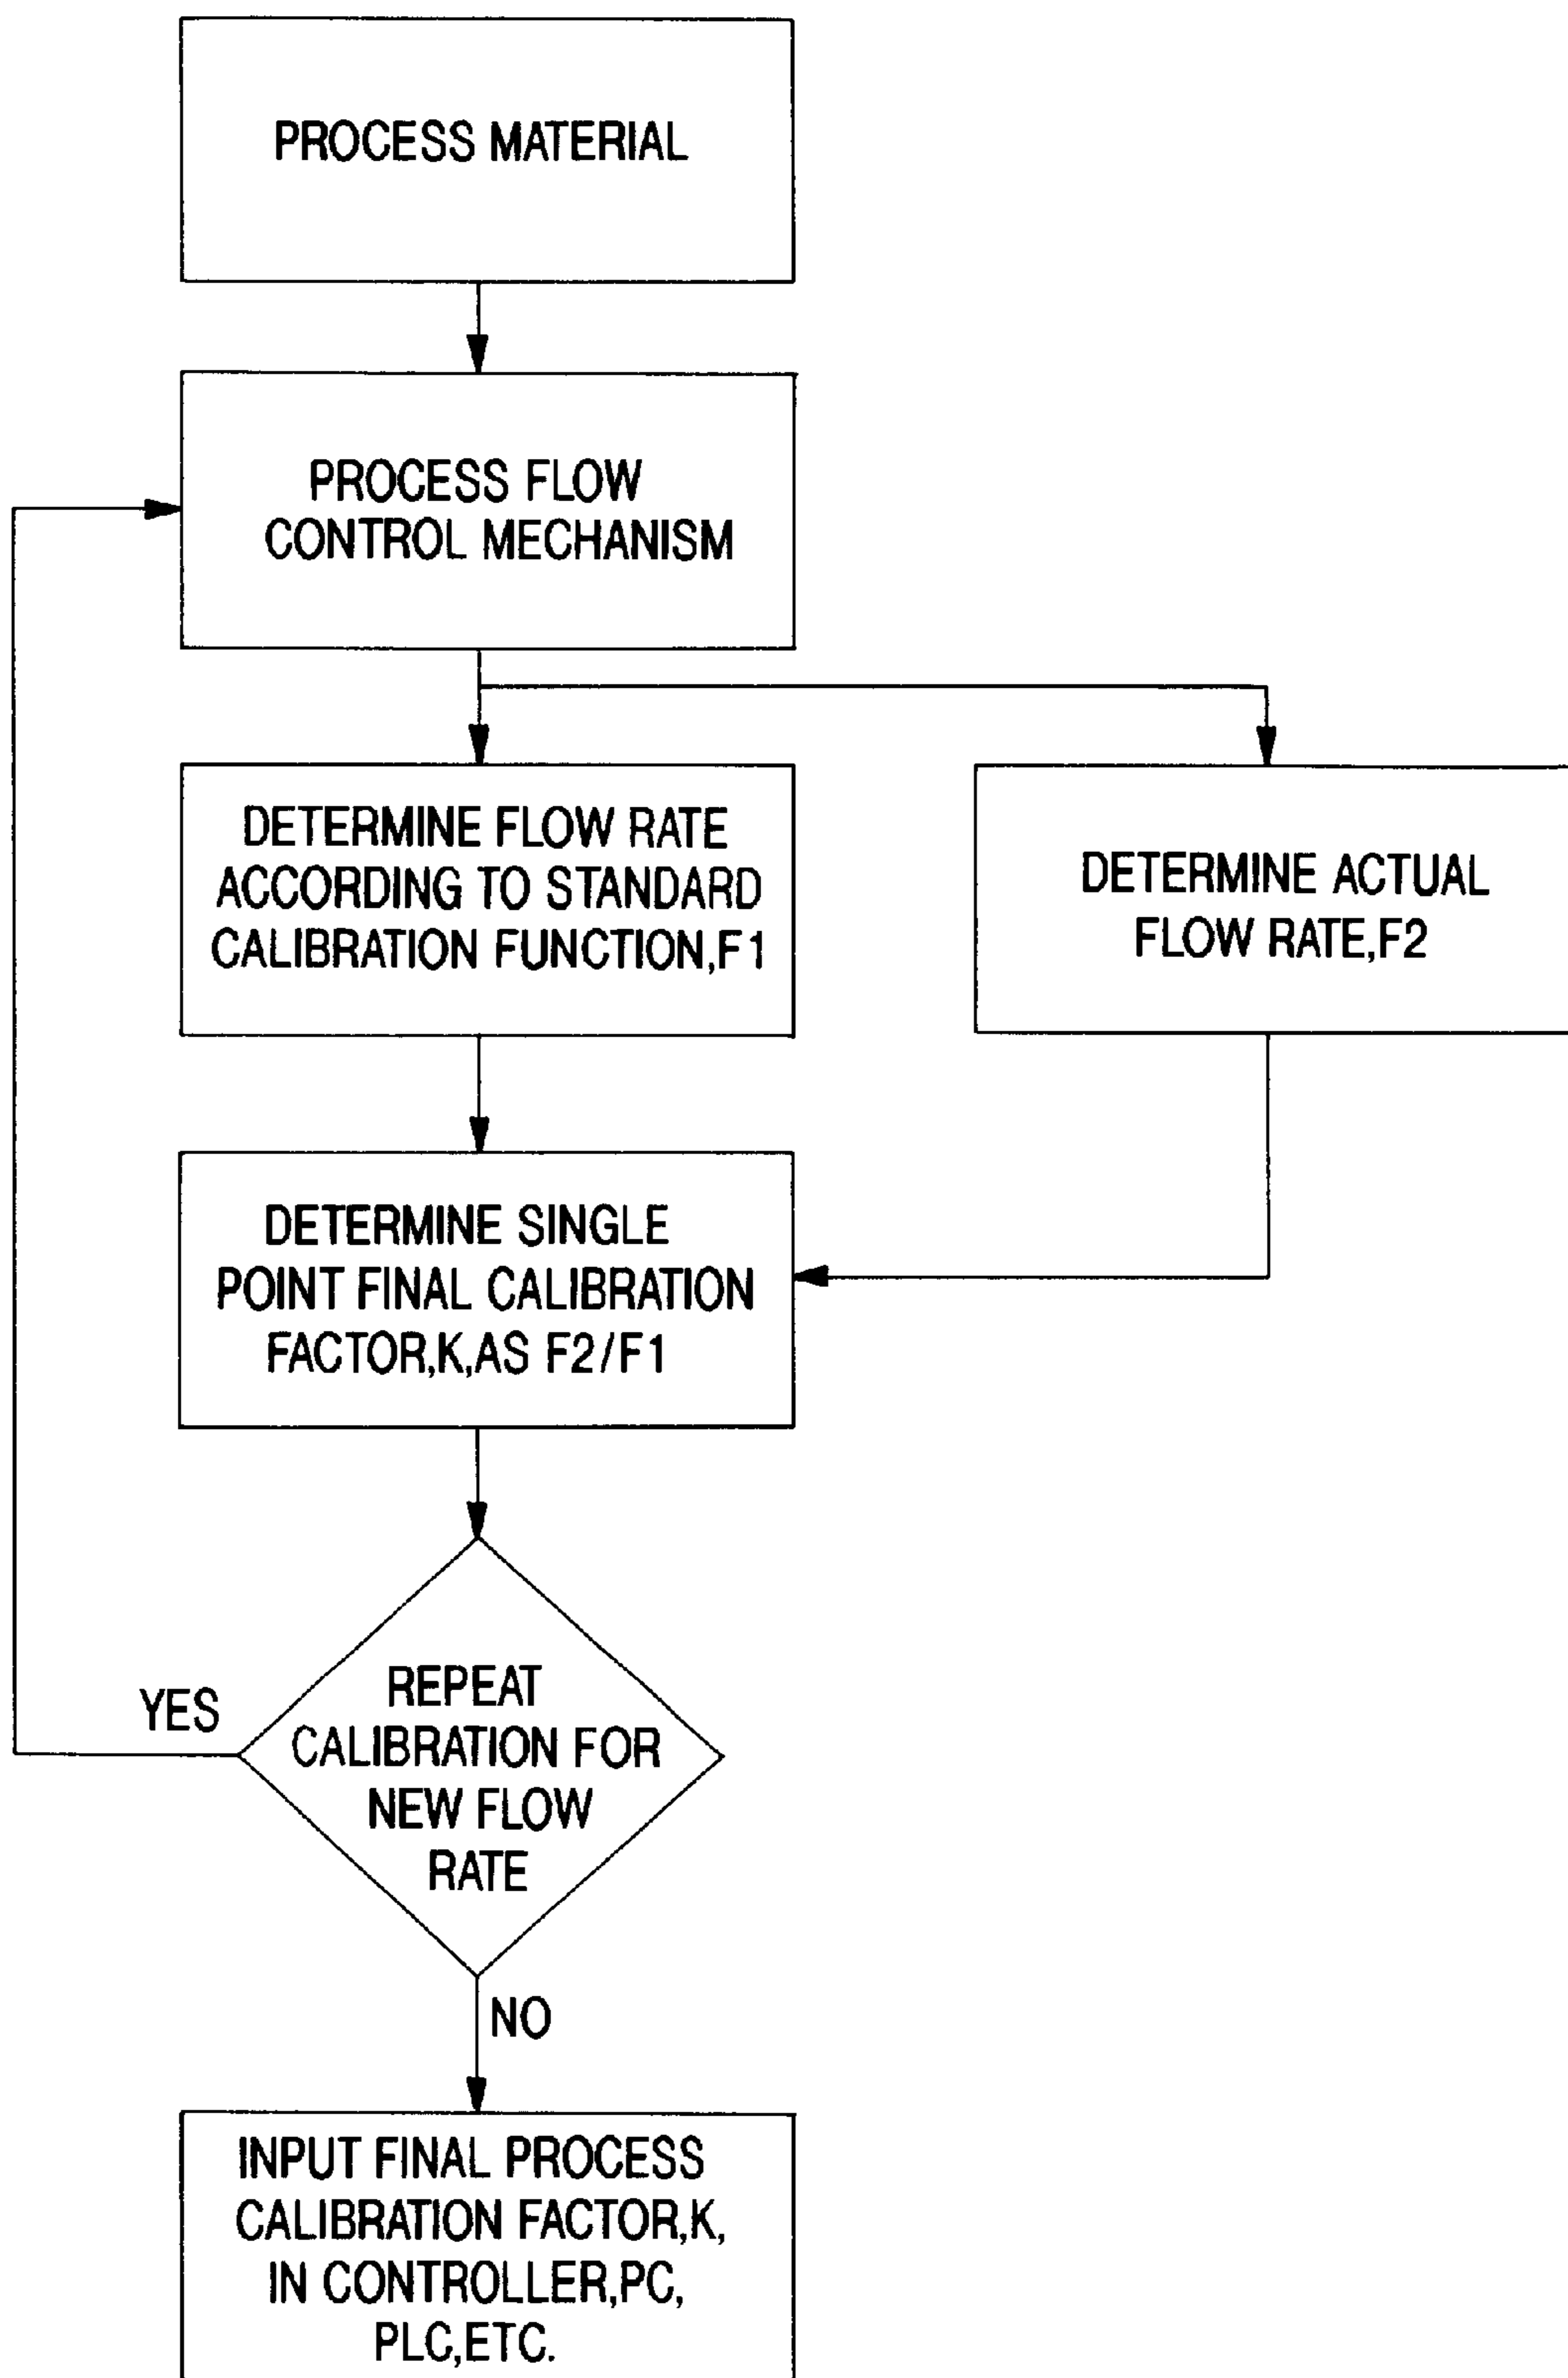 PROCESS MATERIAL
PROCESS FLOW
CONTROL MECHANISM
DETERMINE FLOW RATE
ACCORDING TO STANDARD
CALIBRATION FUNCTION,F1
DETERMINE ACTUAL
FLOW RATE,F2
DETERMINE SINGLE
POINT FINAL CALIBRATION
FACTOR,K,AS F2/F1
REPEAT
CALIBRATION FOR
NEW FLOW
RATE
YES
NO
INPUT FINAL PROCESS
CALIBRATION FACTOR,K,
IN CONTROLLER,PC,
PLC,ETC.